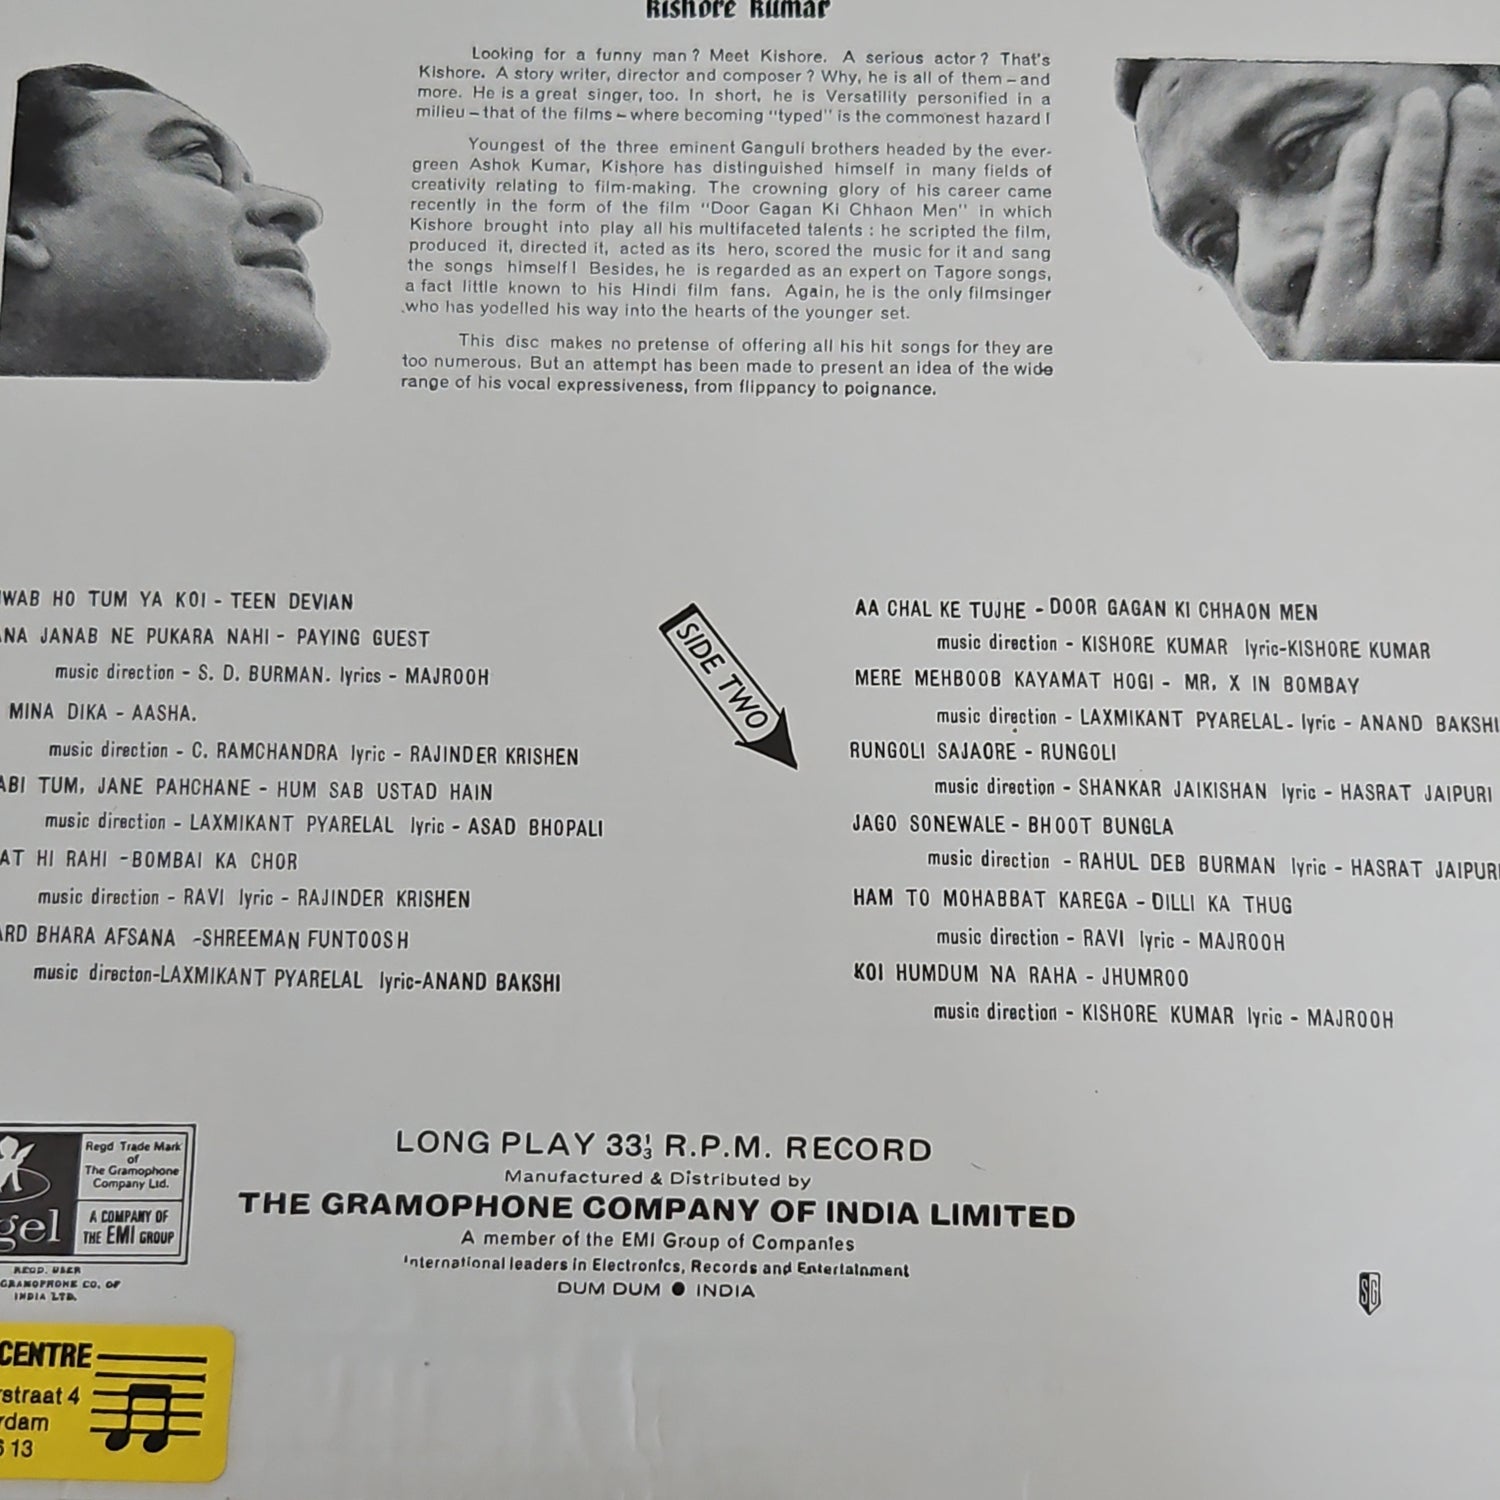 Kishore Kumar
Looking for a funny man ? Meet Kishore. A serious actor ? That's
Kishore. A story writer, director and composer ? Why, he is all of them – and
more. He is a great singer, too. In short, he is Versatility personified in a
milieu – that of the films – where becoming "typed" is the commonest hazard !
Youngest of the three eminent Ganguli brothers headed by the ever-
green Ashok Kumar, Kishore has distinguished himself in many fields of
creativity relating to film-making. The crowning glory of his career came
recently in the form of the film "Door Gagan Ki Chhaon Men" in which
Kishore brought into play all his multifaceted talents : he scripted the film,
produced it, directed it, acted as its hero, scored the music for it and sang
the songs himself ! Besides, he is regarded as an expert on Tagore songs,
a fact little known to his Hindi film fans. Again, he is the only filmsinger
who has yodelled his way into the hearts of the younger set.
This disc makes no pretense of offering all his hit songs for they are
too numerous. But an attempt has been made to present an idea of the wide
range of his vocal expressiveness, from flippancy to poignance.
WAB HO TUM YA KOI - TEEN DEVIAN
NA JANAB NE PUKARA NAHI - PAYING GUEST
music direction - S. D. BURMAN. lyrics - MAJROOH
MINA DIKA - AASHA.
music direction - C. RAMCHANDRA lyric - RAJINDER KRISHEN
ABI TUM, JANE PAHCHANE - HUM SAB USTAD HAIN
music direction - LAXMIKANT PYARELAL lyric - ASAD BHOPALI
AT HI RAHI - BOMBAI KA CHOR
music direction - RAVI lyric - RAJINDER KRISHEN
ARD BHARA AFSANA - SHREEMAN FUNTOOSH
music directon-LAXMIKANT PYARELAL lyric-ANAND BAKSHI
SIDE TWO
AA CHAL KE TUJHE - DOOR GAGAN KI CHHAON MEN
music direction - KISHORE KUMAR lyric-KISHORE KUMAR
MERE MEHBOOB KAYAMAT HOGI - MR. X IN BOMBAY
music direction - LAXMIKANT PYARELAL- lyric - ANAND BAKSHI
RUNGOLI SAJAORE - RUNGOLI
music direction - SHANKAR JAIKISHAN lyric - HASRAT JAIPURI
JAGO SONEWALE - BHOOT BUNGLA
music direction - RAHUL DEB BURMAN lyric - HASRAT JAIPURI
HAM TO MOHABBAT KAREGA - DILLI KA THUG
music direction - RAVI lyric - MAJROOH
KOI HUMDUM NA RAHA - JHUMROO
music direction - KISHORE KUMAR lyric - MAJROOH
gel
Regd Trade Mark
of
The Gramophone
Company Ltd.
A COMPANY OF
THE EMI GROUP
REGD. USER
GRAMOPHONE CO. OF
INDIA LTD.
LONG PLAY 33⅓ R.P.M. RECORD
Manufactured & Distributed by
THE GRAMOPHONE COMPANY OF INDIA LIMITED
A member of the EMI Group of Companies
International leaders in Electronics, Records and Entertainment
DUM DUM ● INDIA
SG
CENTRE
straat 4
rdam
13